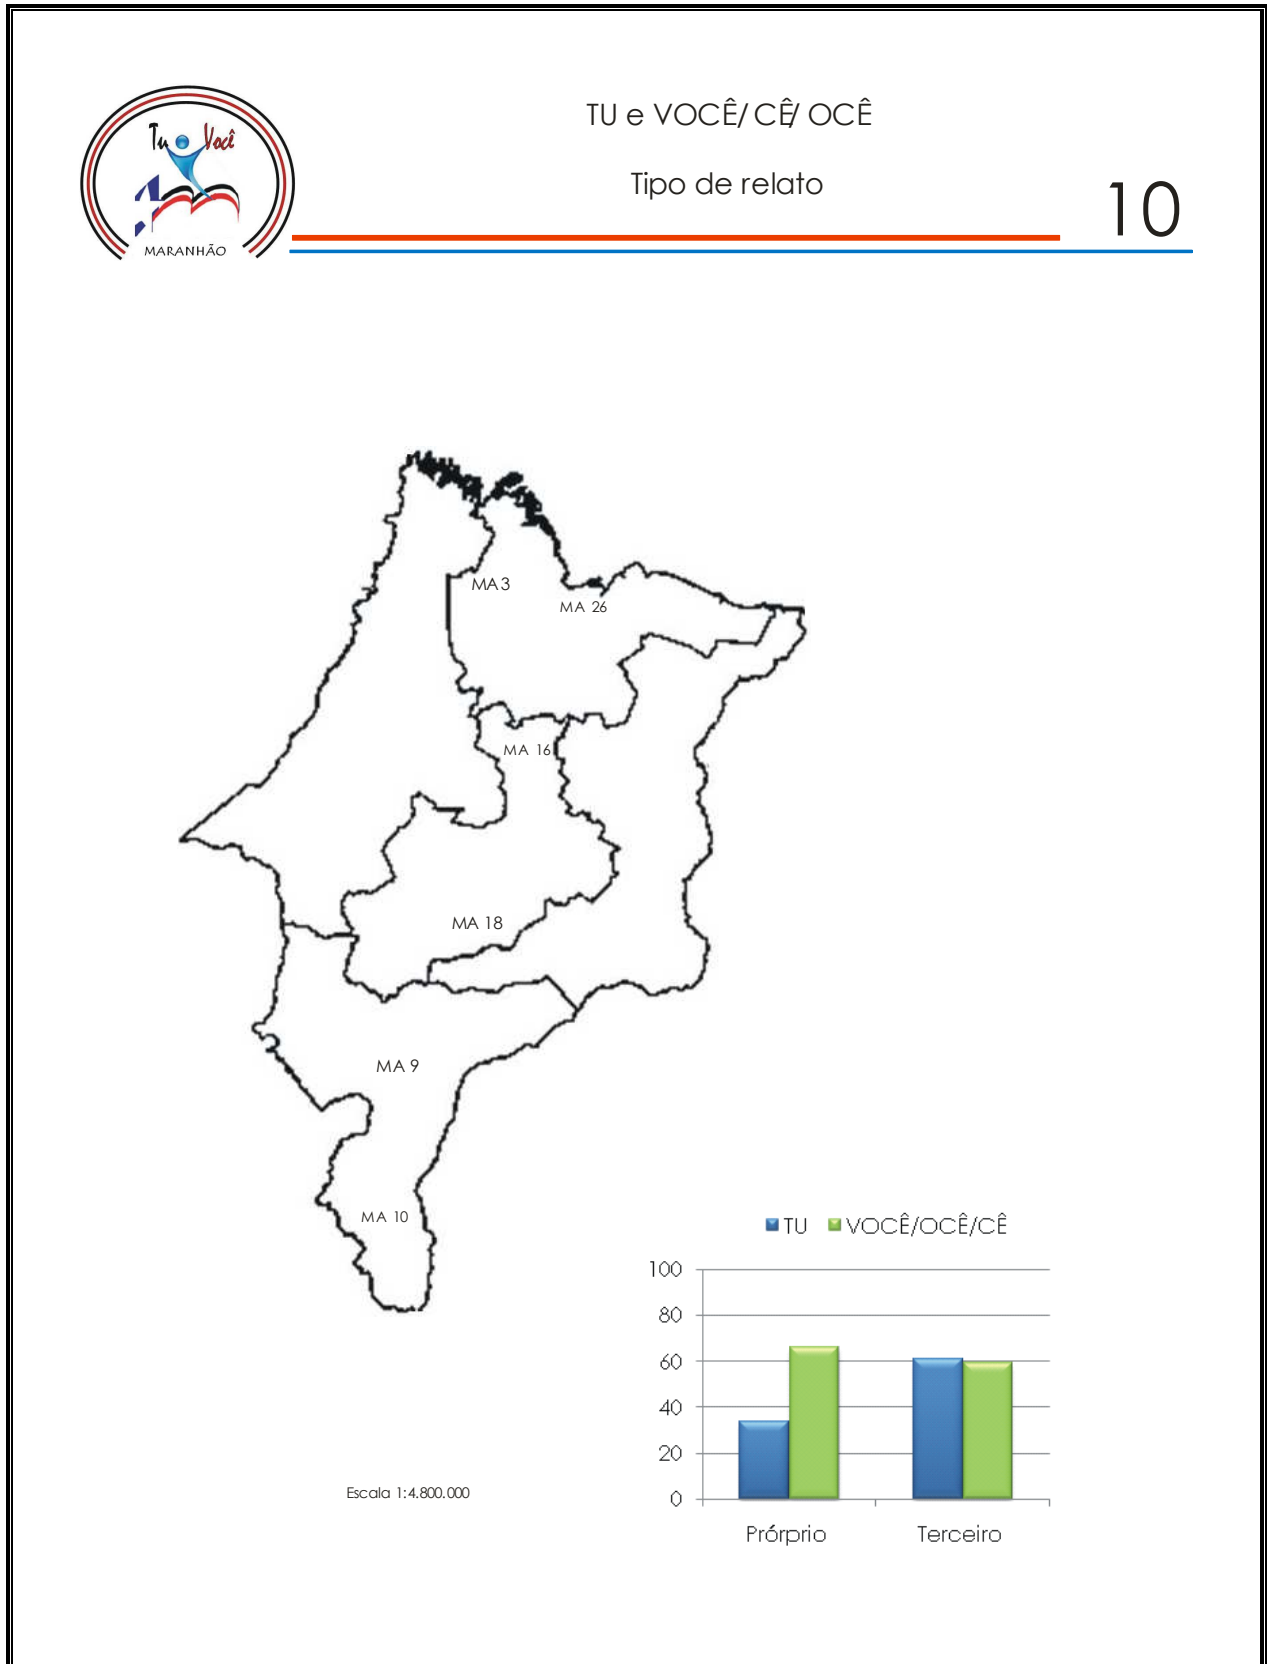 Tu Você
MARANHÃO
TU e VOCÊ/ CÊ/ OCÊ
Tipo de relato
10
MA 3
MA 26
MA 16
MA 18
MA 9
MA 10
TU VOCÊ/OCÊ/CÊ
100
80
60
40
20
0
Prórprio Terceiro
Escala 1:4.800.000